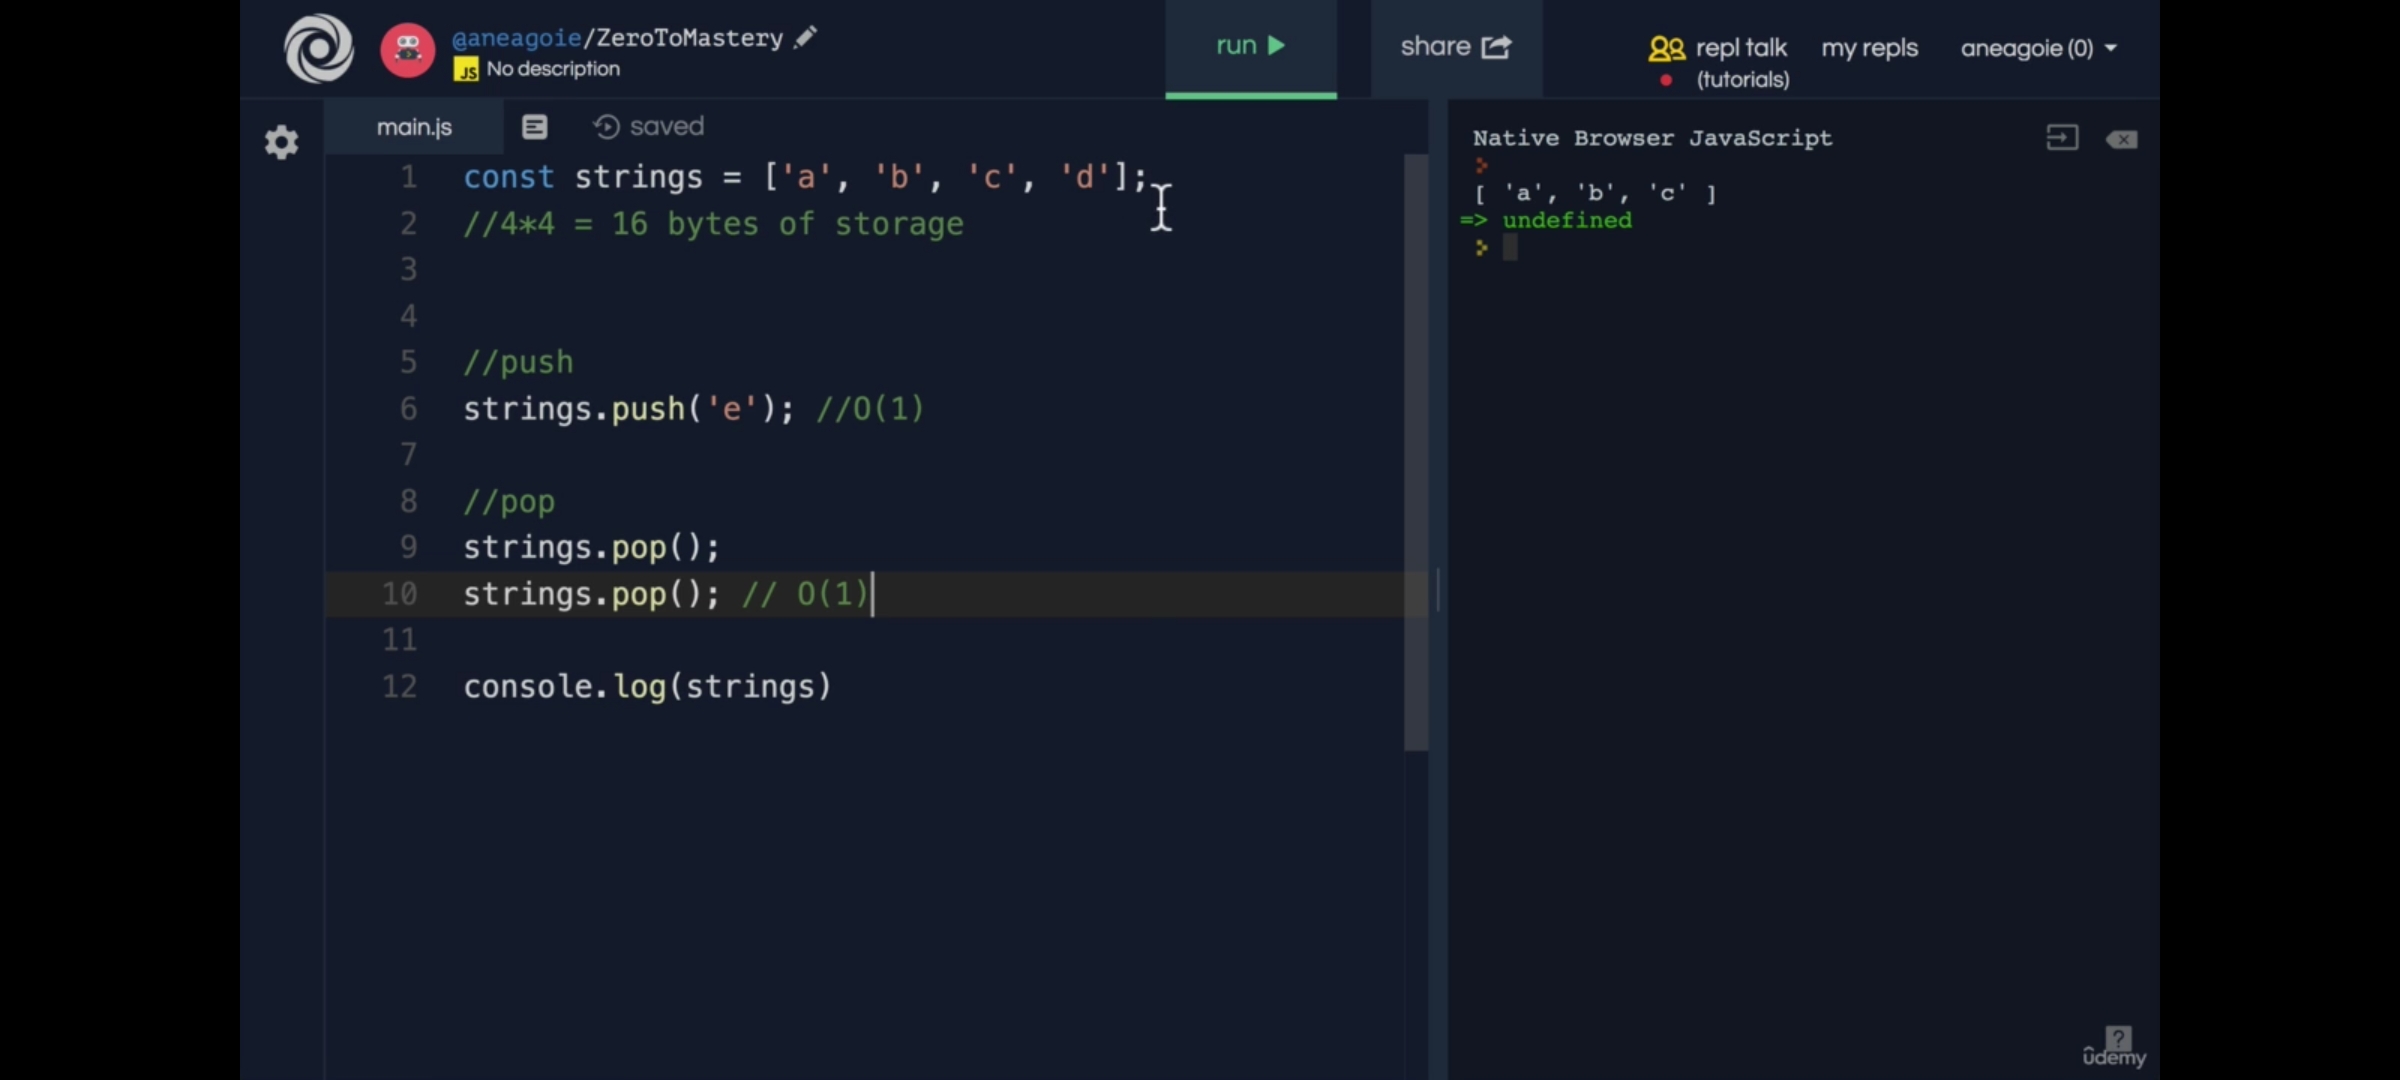 @aneagoie/ZeroToMastery
JS No description
run
share
repl talk
(tutorials)
my repls
aneagoie (0)
main.js
saved
1 const strings = ['a', 'b', 'c', 'd'];
2 //4*4 = 16 bytes of storage
3
4
5 //push
6 strings.push('e'); //O(1)
7
8 //pop
9 strings.pop();
10 strings.pop(); // O(1)
11
12 console.log(strings)
Native Browser JavaScript
[ 'a', 'b', 'c' ]
=> undefined
?
ûdemy